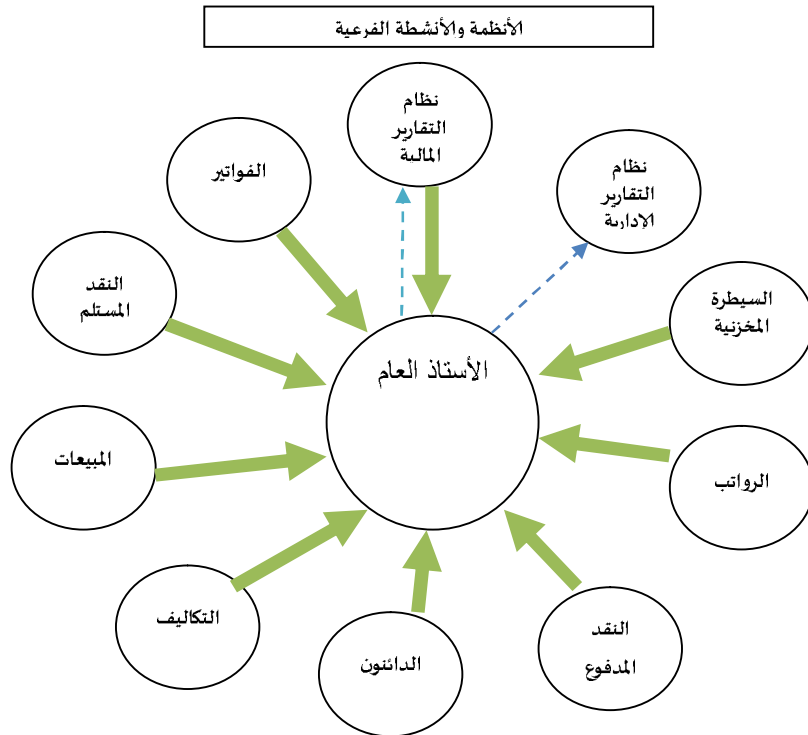 الأنظمة والأنشطة الفرعية
نظام
التقارير
المالية
نظام
التقارير
الإدارية
الفواتير
النقد
المستلم
السيطرة
المخزنية
الأستاذ العام
المبيعات
الرواتب
التكاليف
الدائنون
النقد
المدفوع